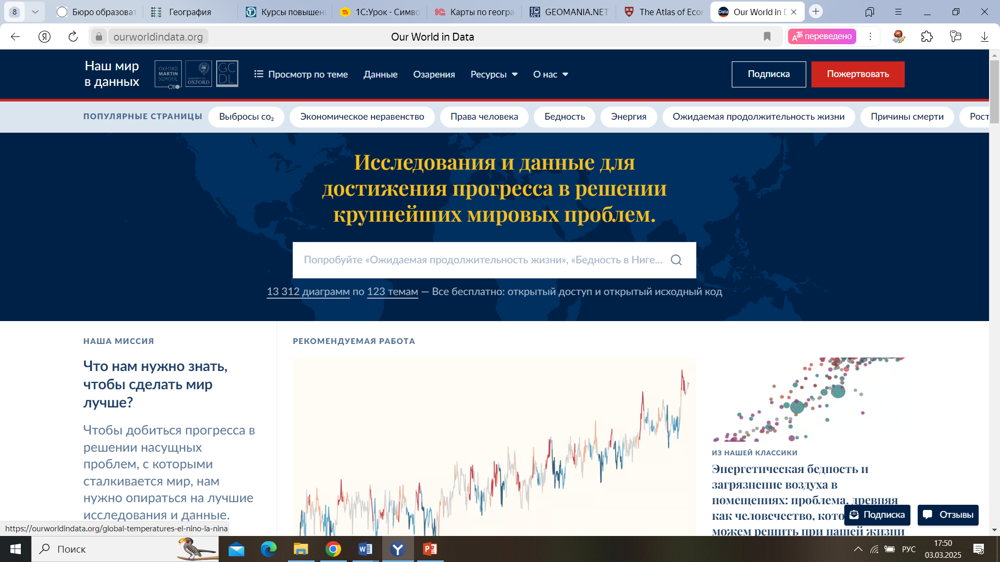 8
Бюро образоват
География
Курсы повышен
1С:Урок - Симво
Карты по геогра
GEOMANIA.NET
The Atlas of Ecor
Our World in D
ourworldindata.org
Our World in Data
переведено
Наш мир
в данных
OXFORD
MARTIN
SCHOOL
UNIVERSITY OF
OXFORD
GC
DL
Просмотр по теме
Данные
Озарения
Ресурсы
О нас
Подписка
Пожертвовать
ПОПУЛЯРНЫЕ СТРАНИЦЫ
Выбросы co₂
Экономическое неравенство
Права человека
Бедность
Энергия
Ожидаемая продолжительность жизни
Причины смерти
Рост
Исследования и данные для
достижения прогресса в решении
крупнейших мировых проблем.
Попробуйте «Ожидаемая продолжительность жизни», «Бедность в Ниге...
13 312 диаграмм по 123 темам — Все бесплатно: открытый доступ и открытый исходный код
НАША МИССИЯ
Что нам нужно знать,
чтобы сделать мир
лучше?
Чтобы добиться прогресса в
решении насущных
проблем, с которыми
сталкивается мир, нам
нужно опираться на лучшие
исследования и данные.
РЕКОМЕНДУЕМАЯ РАБОТА
ИЗ НАШЕЙ КЛАССИКИ
Энергетическая бедность и
загрязнение воздуха в
помещениях: проблема, древняя
как человечество, кото
можем решить при нашей жизни
Подписка
Отзывы
https://ourworldindata.org/global-temperatures-el-nino-la-nina
Поиск
РУС
17:50
03.03.2025